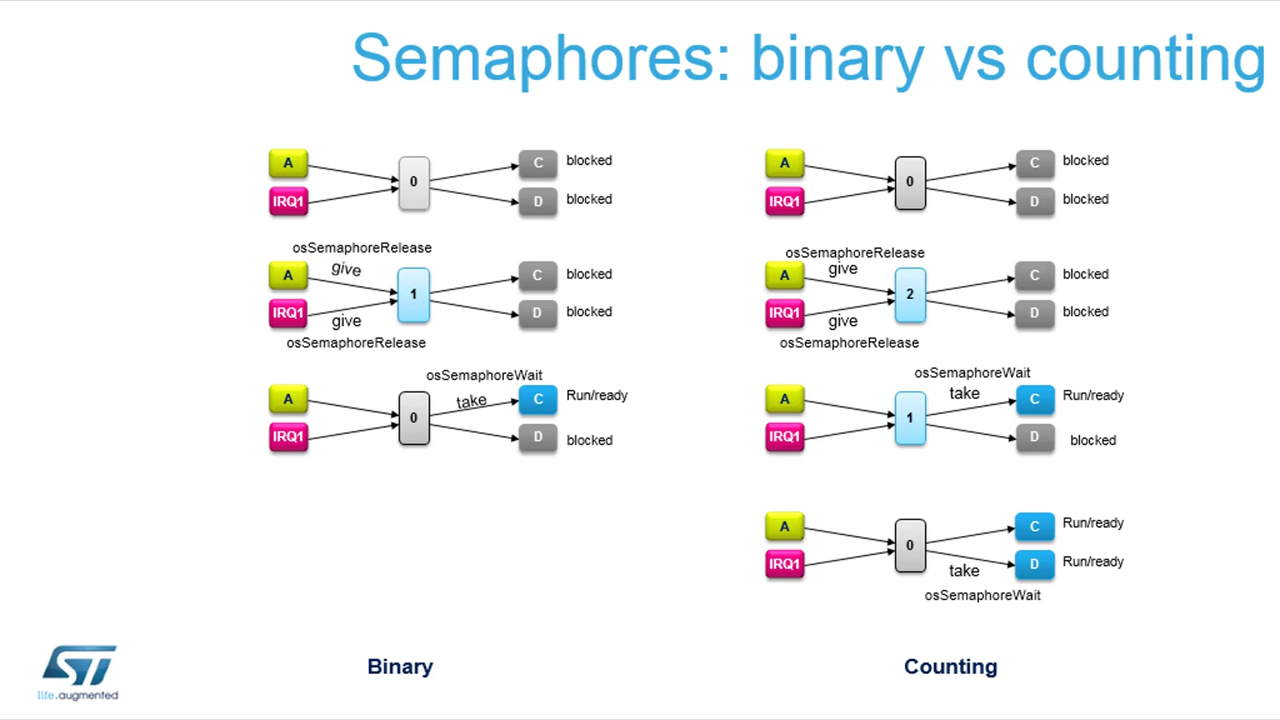 Semaphores: binary vs counting
A
IRQ1
0
C
D
blocked
blocked
osSemaphoreRelease
give
A
IRQ1
1
C
D
blocked
blocked
give
osSemaphoreRelease
osSemaphoreWait
take
A
IRQ1
0
C
D
Run/ready
blocked
Binary
A
IRQ1
0
C
D
blocked
blocked
osSemaphoreRelease
give
A
IRQ1
2
C
D
blocked
blocked
give
osSemaphoreRelease
osSemaphoreWait
take
A
IRQ1
1
C
D
Run/ready
blocked
A
IRQ1
0
C
D
Run/ready
Run/ready
take
osSemaphoreWait
Counting
ST
life.augmented